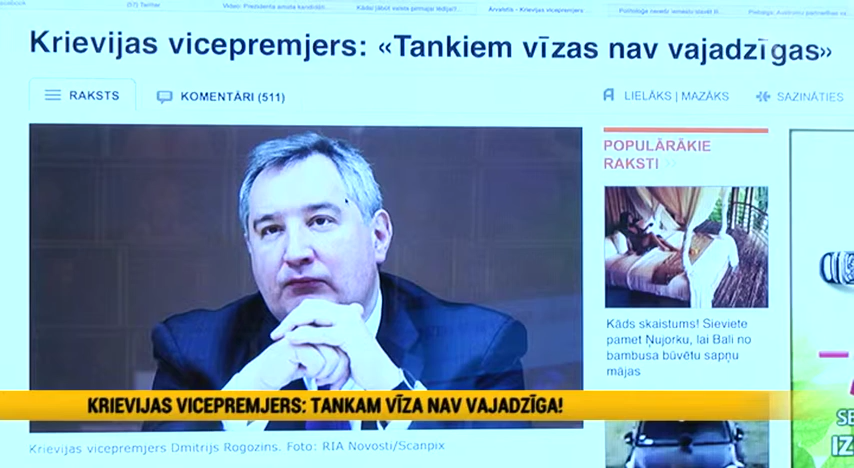 Krievijas vicepremjers: «Tankiem vīzas nav vajadzīgas»
RAKSTS
KOMENTĀRI (511)
A LIELĀKS | MAZĀKS
SAZINĀTIES
POPULĀRĀKIE
RAKSTI
Kāds skaistums! Sieviete
pamet Ņujorku, lai Bali no
bambusa būvētu sapņu
mājas
KRIEVIJAS VICEPREMJERS: TANKAM VĪZA NAV VAJADZĪGA!
Krievijas vicepremjers Dmitrijs Rogozins. Foto: RIA Novosti/Scanpix